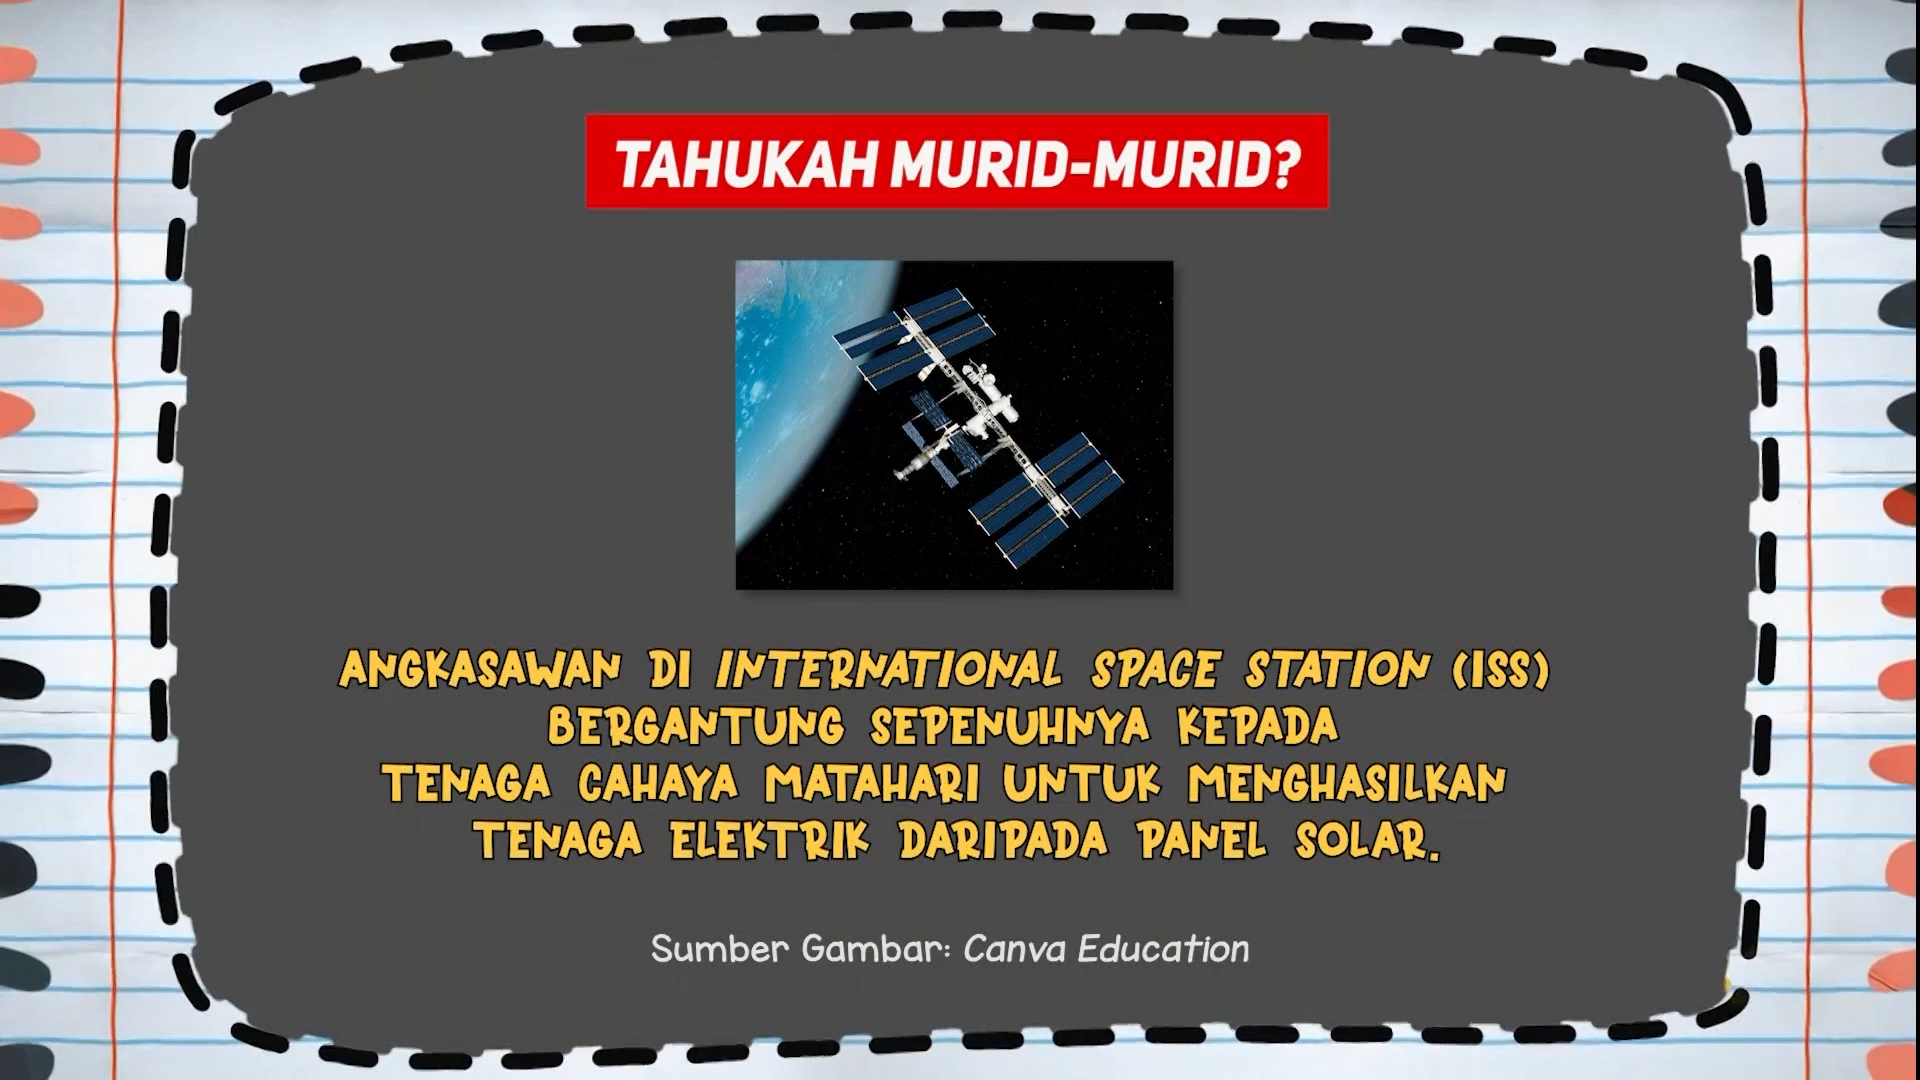 TAHUKAH MURID-MURID?
ANGKASAWAN DI INTERNATIONAL SPACE STATION (ISS)
BERGANTUNG SEPENUHNYA KEPADA
TENAGA CAHAYA MATAHARI UNTUK MENGHASILKAN
TENAGA ELEKTRIK DARIPADA PANEL SOLAR.
Sumber Gambar: Canva Education